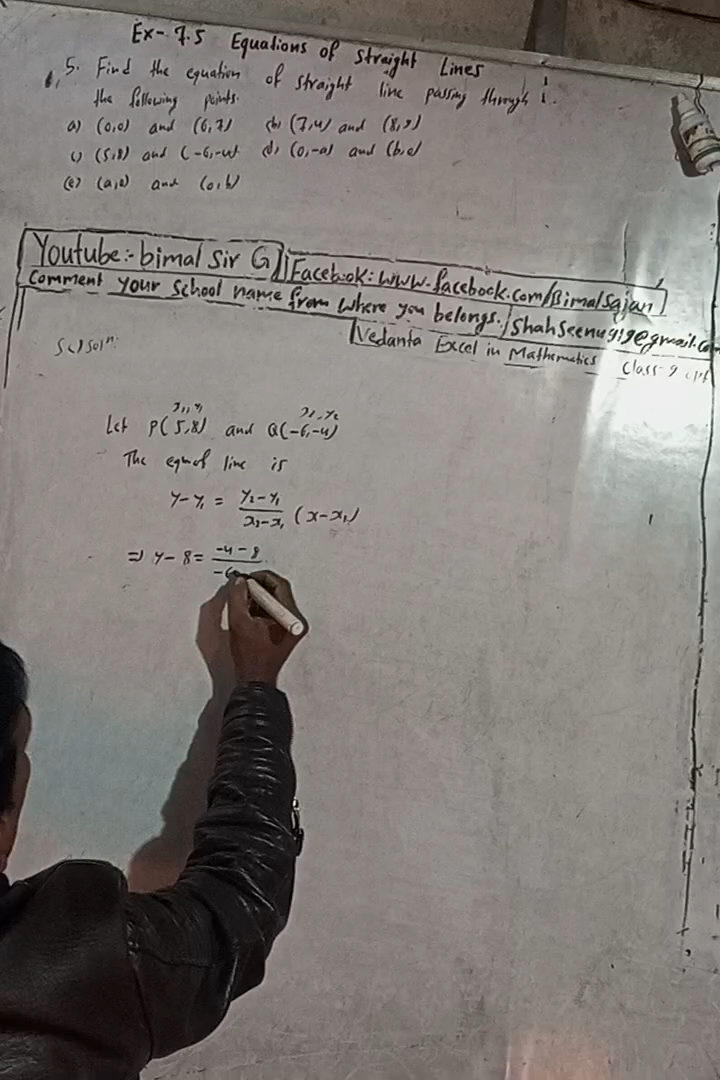 Ex- 7.5 Equations of Straight Lines
5. Find the equation of straight line passing through
the following points.
a) (0,0) and (6,7) (b) (7,4) and (8,9)
c) (5,8) and (-6,-4) (d) (0,-a) and (b,0)
(e) (a,0) and (0,b)
Youtube:- bimal Sir G
Facebook: www.facebook.com/Bimalsajan
Comment your School name from where you belongs.
Vedanta Excel in Mathematics Class-9
5c) Solⁿ:
x₁, y₁ x₂, y₂
Let P(5,8) and Q(-6,-4)
The eqn of line is
y-y₁ = y₂-y₁ / x₂-x₁ (x-x₁)
⇒ y-8 = -4-8 / -6